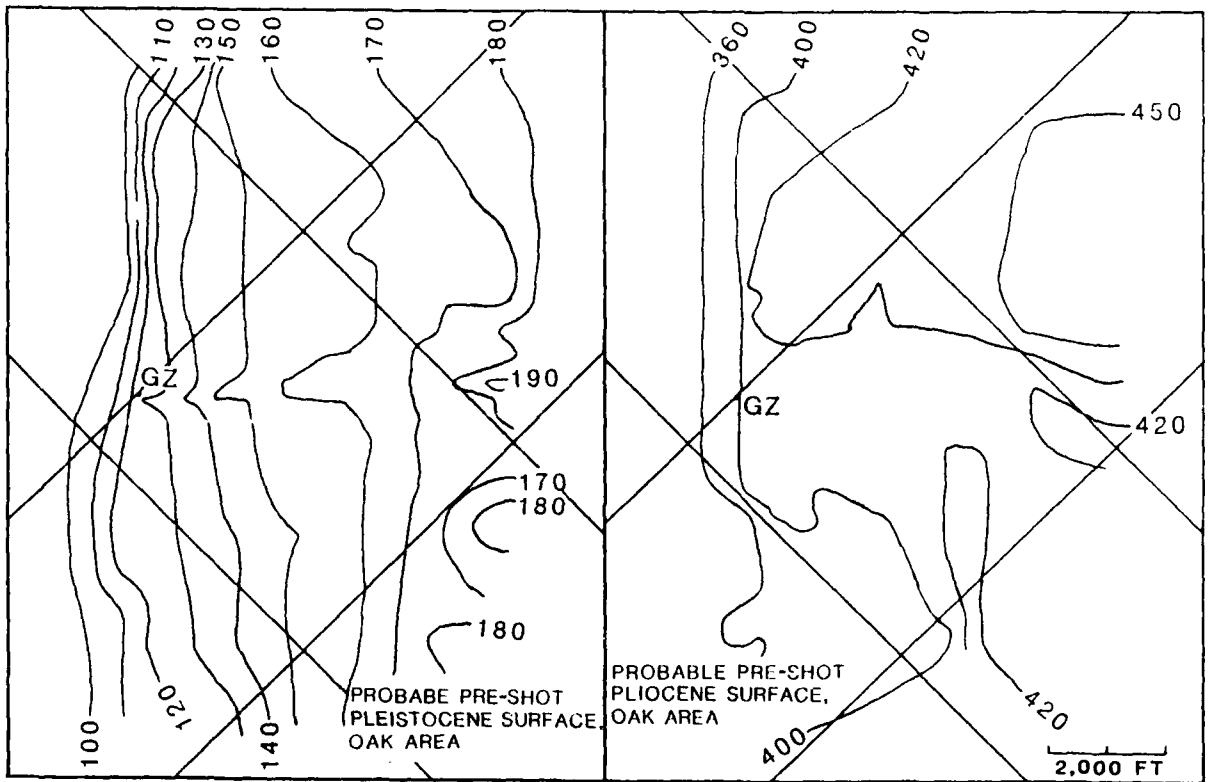 110
130
150
160
170
180
GZ
190
170
180
180
100
120
140
PROBABE PRE-SHOT
PLEISTOCENE SURFACE,
OAK AREA
360
400
420
450
GZ
420
420
400
PROBABLE PRE-SHOT
PLIOCENE SURFACE,
OAK AREA
2,000 FT